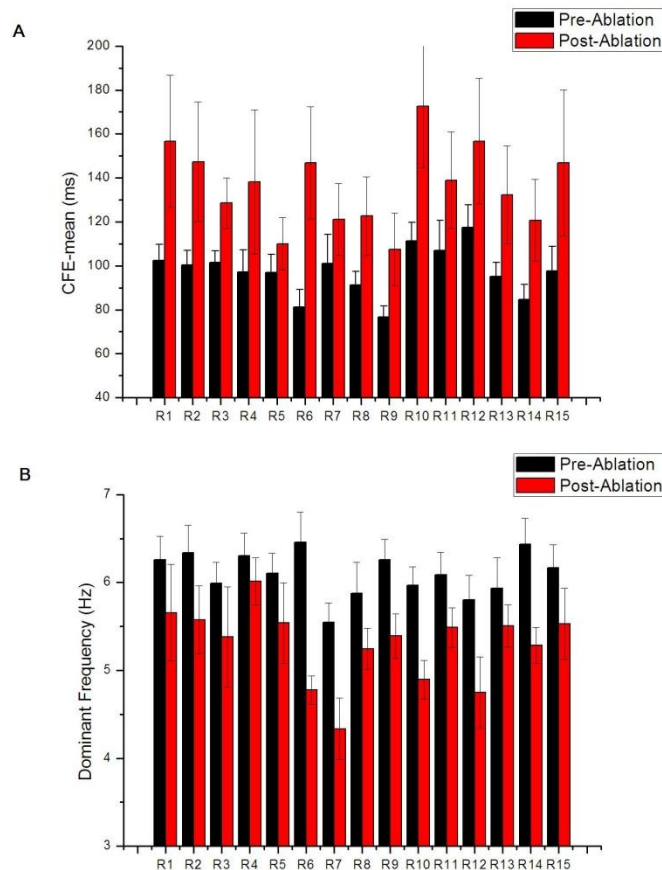 A
Pre-Ablation
Post-Ablation
CFE-mean (ms)
200
180
160
140
120
100
80
60
40
R1 R2 R3 R4 R5 R6 R7 R8 R9 R10 R11 R12 R13 R14 R15
B
Pre-Ablation
Post-Ablation
Dominant Frequency (Hz)
7
6
5
4
3
R1 R2 R3 R4 R5 R6 R7 R8 R9 R10 R11 R12 R13 R14 R15